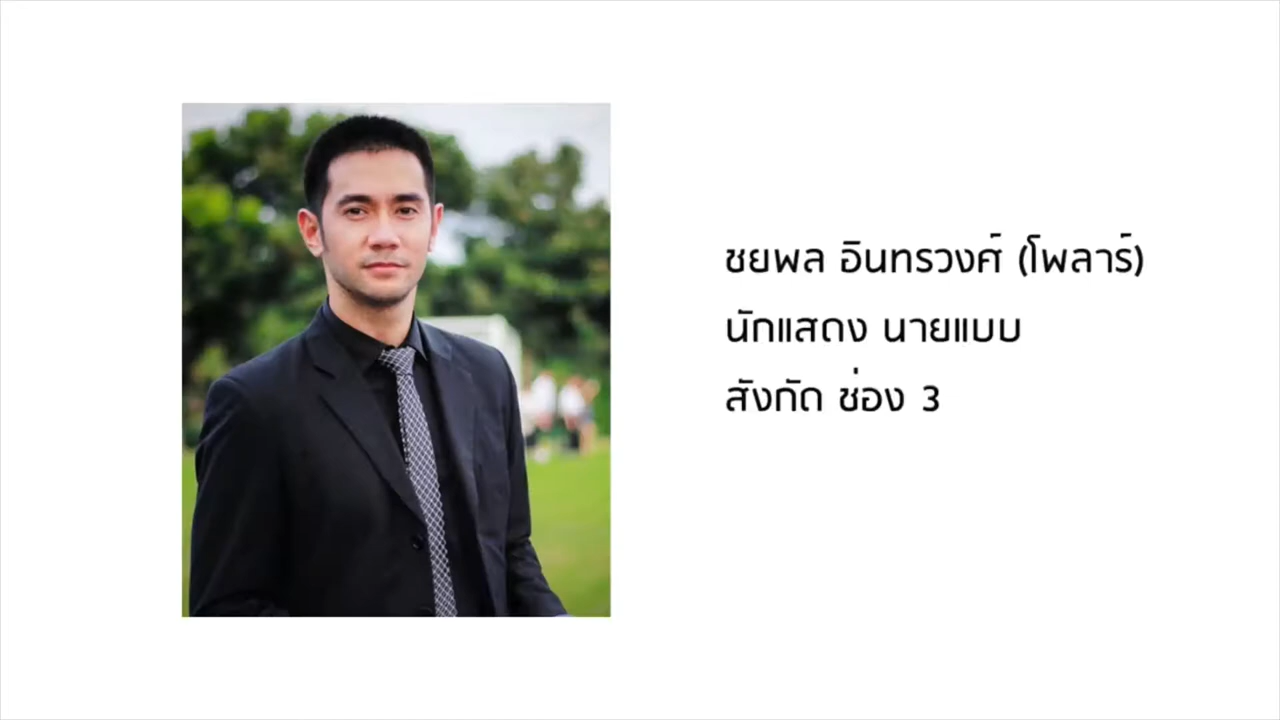 ชยพล อินทรวงศ์ (โพลาร์)
นักแสดง นายแบบ
สังกัด ช่อง 3